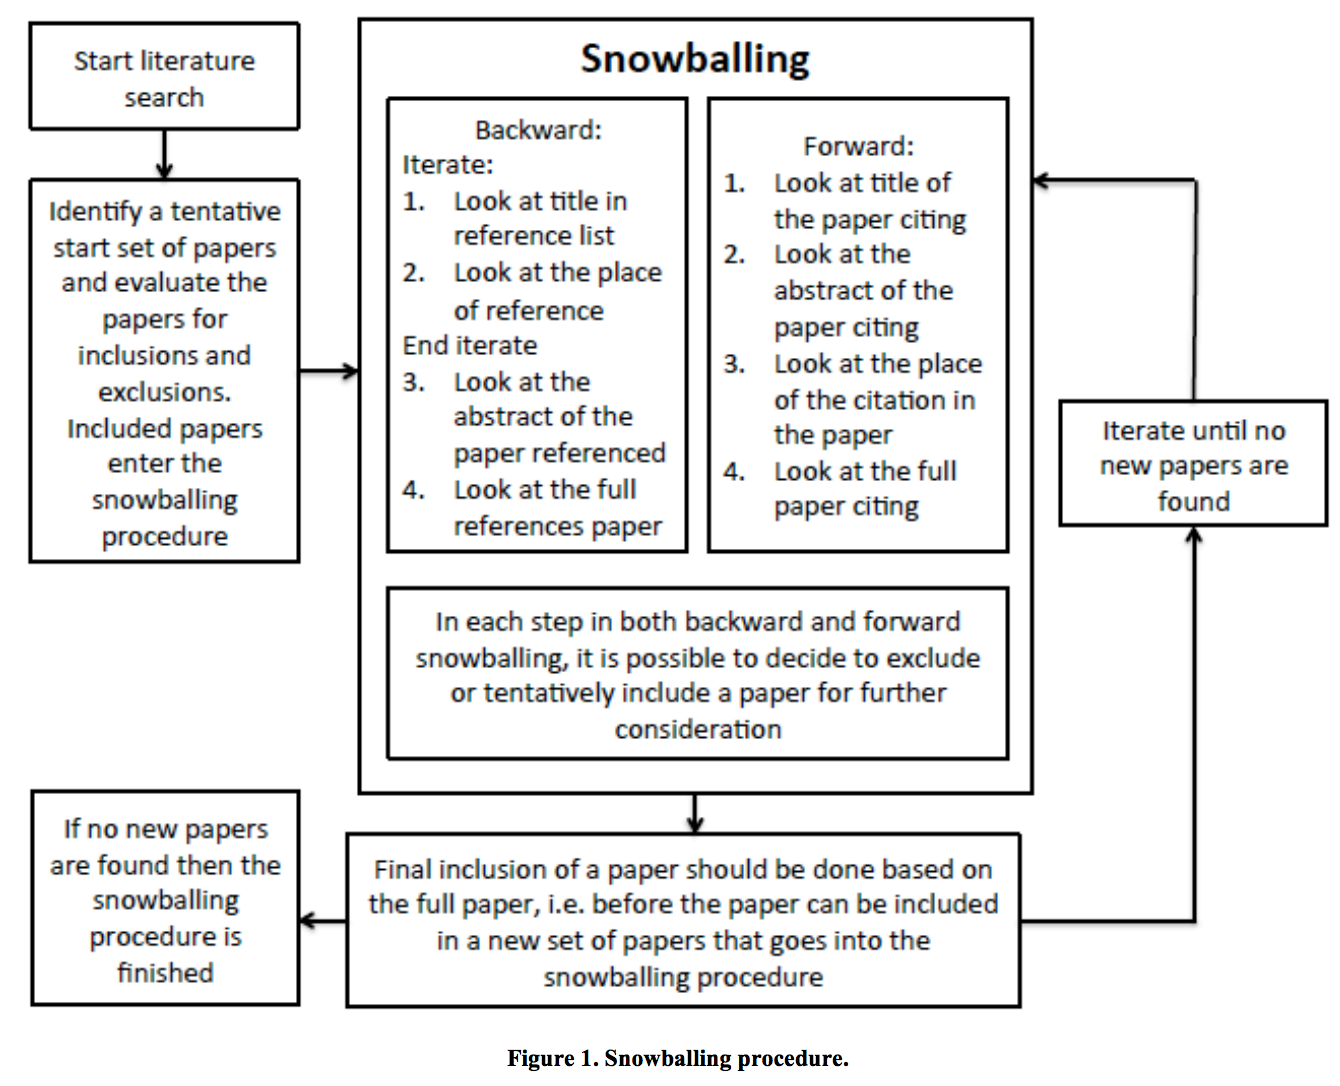 Start literature
search
Identify a tentative
start set of papers
and evaluate the
papers for
inclusions and
exclusions.
Included papers
enter the
snowballing
procedure
Snowballing
Backward:
Iterate:
1. Look at title in
reference list
2. Look at the place
of reference
End iterate
3. Look at the
abstract of the
paper referenced
4. Look at the full
references paper
Forward:
1. Look at title of
the paper citing
2. Look at the
abstract of the
paper citing
3. Look at the place
of the citation in
the paper
4. Look at the full
paper citing
In each step in both backward and forward
snowballing, it is possible to decide to exclude
or tentatively include a paper for further
consideration
Iterate until no
new papers are
found
Final inclusion of a paper should be done based on
the full paper, i.e. before the paper can be included
in a new set of papers that goes into the
snowballing procedure
If no new papers
are found then the
snowballing
procedure is
finished
Figure 1. Snowballing procedure.